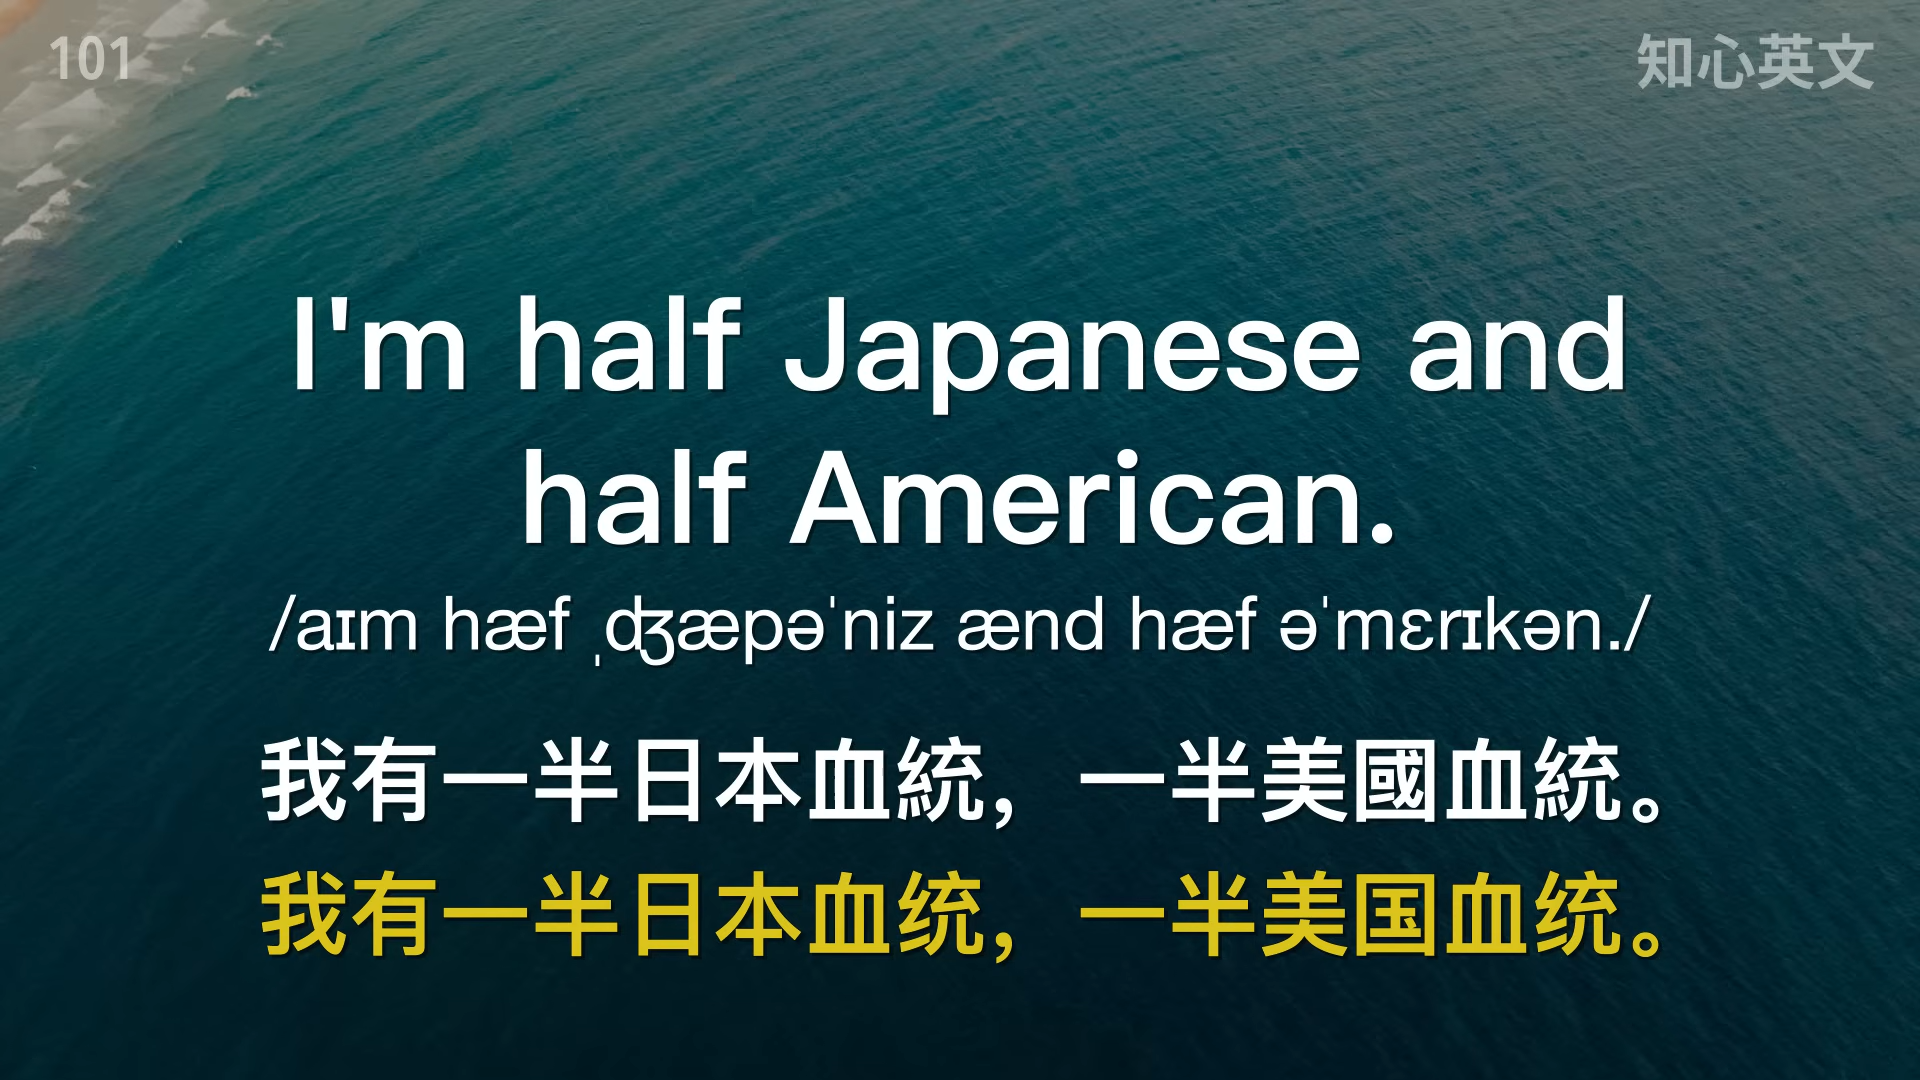 101
知心英文
I'm half Japanese and
half American.
/aɪm hæf ˌʤæpəˈniz ænd hæf əˈmɛrɪkən./
我有一半日本血統，一半美國血統。
我有一半日本血统，一半美国血统。